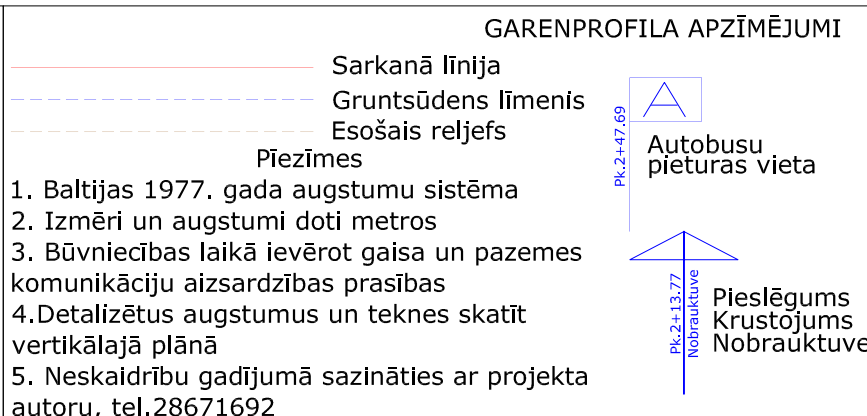 GARENPROFILA APZĪMĒJUMI
Sarkanā līnija
Gruntsūdens līmenis
Esošais reljefs
Piezīmes
1. Baltijas 1977. gada augstumu sistēma
2. Izmēri un augstumi doti metros
3. Būvniecības laikā ievērot gaisa un pazemes
komunikāciju aizsardzības prasības
4.Detalizētus augstumus un teknes skatīt
vertikālajā plānā
5. Neskaidrību gadījumā sazināties ar projekta
autoru, tel.28671692
A
Pk.2+47.69
Autobusu
pieturas vieta
Pk.2+13.77
Nobrauktuve
Pieslēgums
Krustojums
Nobrauktuve